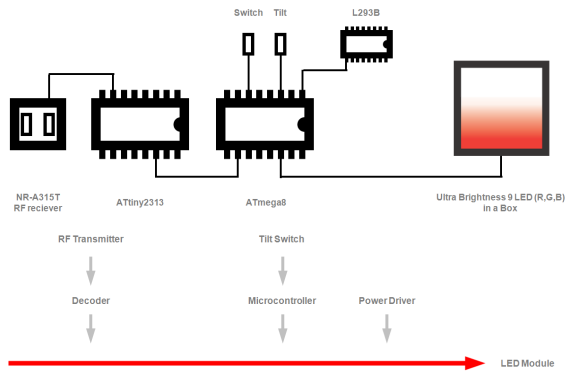 Switch Tilt L293B
NR-A315T
RF reciever
ATtiny2313
ATmega8
Ultra Brightness 9 LED (R,G,B)
in a Box
RF Transmitter
Tilt Switch
Decoder
Microcontroller
Power Driver
LED Module